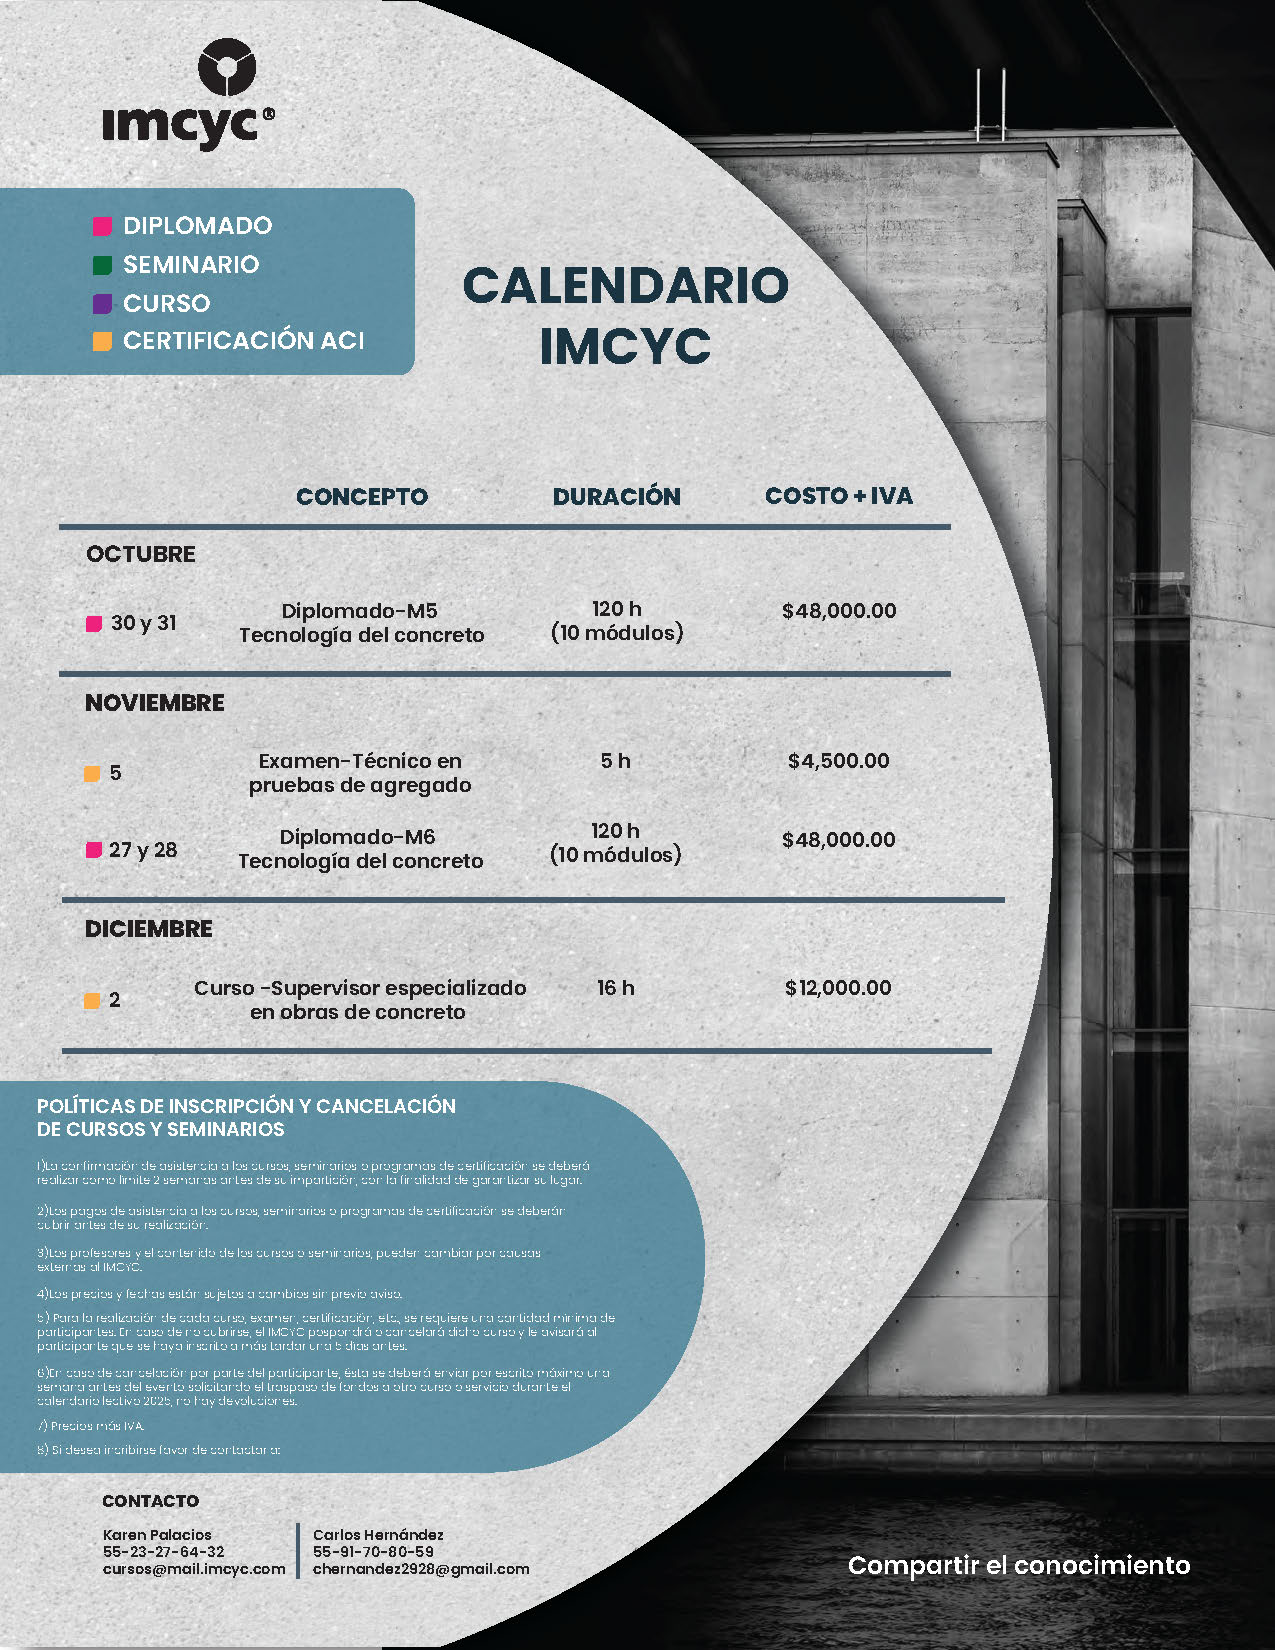 imcyc®
DIPLOMADO
SEMINARIO
CURSO
CERTIFICACIÓN ACI
CALENDARIO
IMCYC
CONCEPTO DURACIÓN COSTO + IVA
OCTUBRE
30 y 31 Diplomado-M5 120 h $48,000.00
Tecnología del concreto (10 módulos)
NOVIEMBRE
5 Examen-Técnico en 5 h $4,500.00
pruebas de agregado
27 y 28 Diplomado-M6 120 h $48,000.00
Tecnología del concreto (10 módulos)
DICIEMBRE
2 Curso -Supervisor especializado 16 h $12,000.00
en obras de concreto
POLÍTICAS DE INSCRIPCIÓN Y CANCELACIÓN
DE CURSOS Y SEMINARIOS
1)La confirmación de asistencia a los cursos, seminarios o programas de certificación se deberá
realizar como límite 2 semanas antes de su impartición, con la finalidad de garantizar su lugar.
2)Los pagos de asistencia a los cursos, seminarios o programas de certificación se deberán
cubrir antes de su realización.
3)Los profesores y el contenido de los cursos o seminarios, pueden cambiar por causas
externas al IMCYC.
4)Los precios y fechas están sujetos a cambios sin previo aviso.
5) Para la realización de cada curso, examen, certificación, etc., se requiere una cantidad mínima de
participantes. En caso de no cubrirse, el IMCYC pospondrá o cancelará dicho curso y le avisará al
participante que se haya inscrito a más tardar una 5 días antes.
6)En caso de cancelación por parte del participante, ésta se deberá enviar por escrito máximo una
semana antes del evento solicitando el traspaso de fondos a otro curso o servicio durante el
calendario lectivo 2025, no hay devoluciones.
7) Precios más IVA.
8) Si desea incribirse favor de contactar a:
CONTACTO
Karen Palacios
55-23-27-64-32
cursos@mail.imcyc.com
Carlos Hernández
55-91-70-80-59
chernandez2928@gmail.com
Compartir el conocimiento